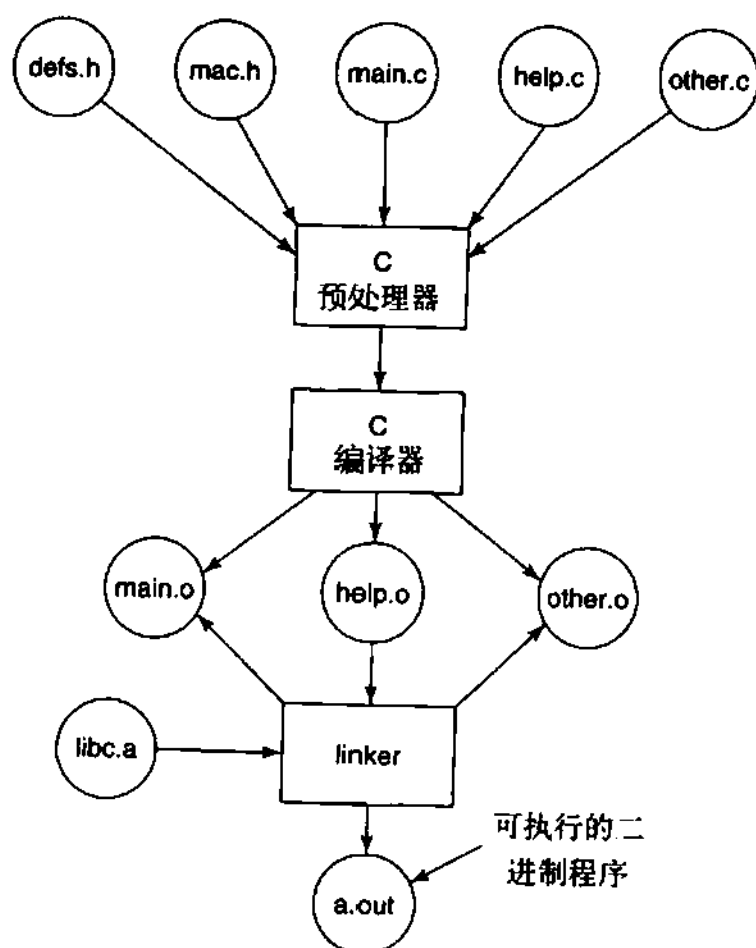 defs.h
mac.h
main.c
help.c
other.c
C
预处理器
C
编译器
main.o
help.o
other.o
libc.a
linker
可执行的二
进制程序
a.out